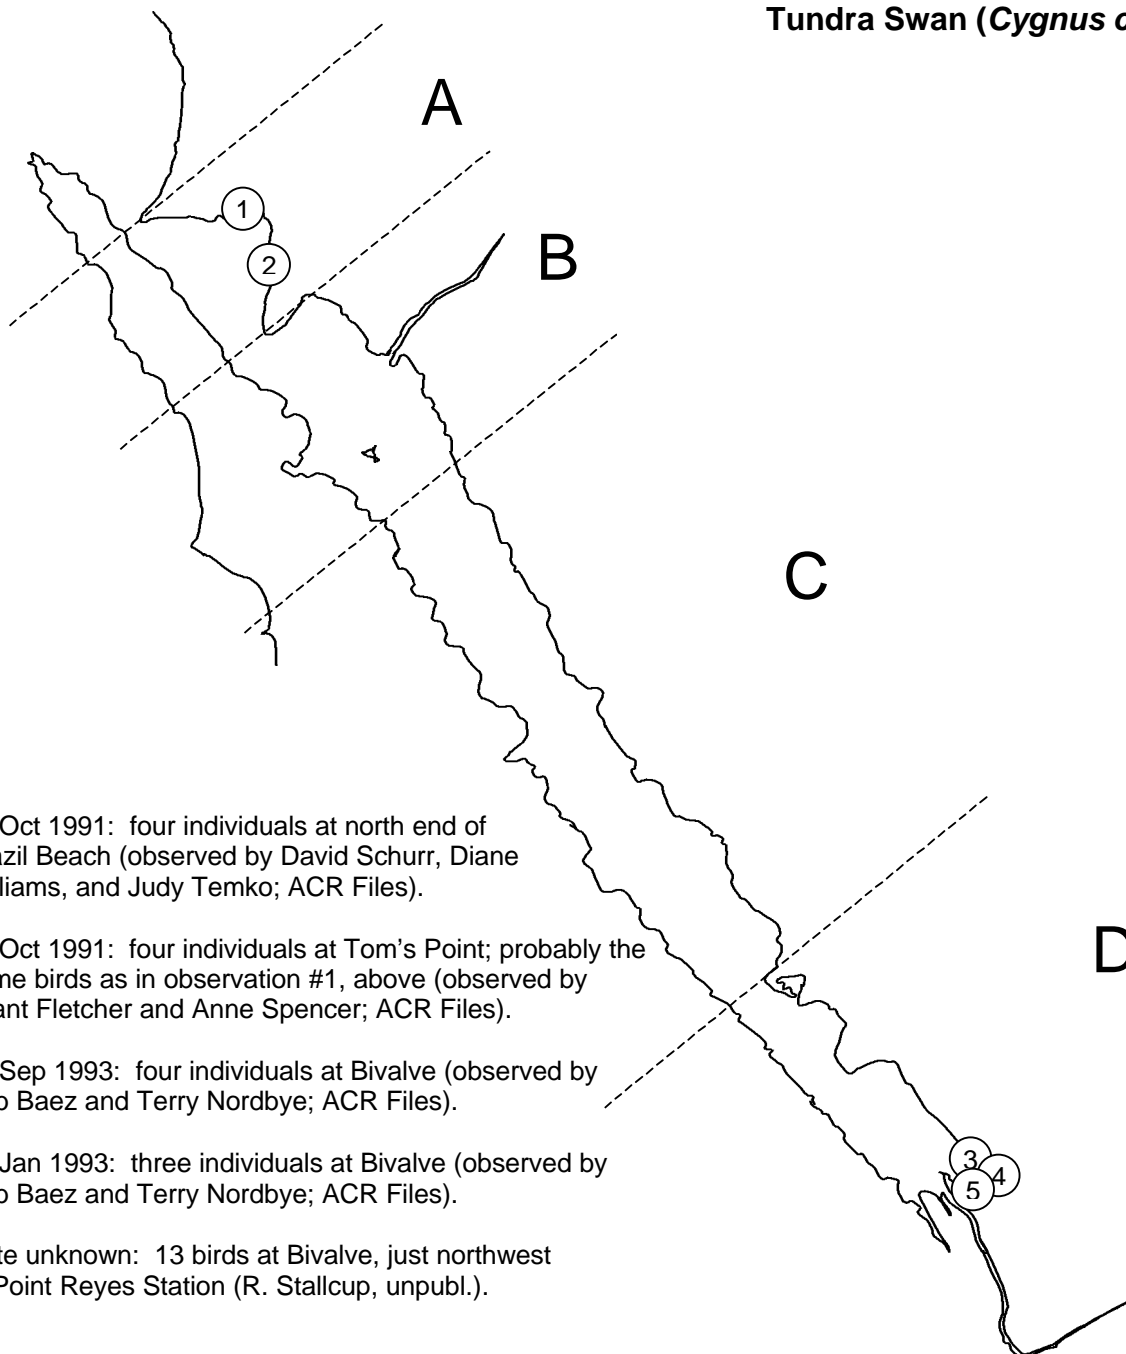 Tundra Swan (Cygnus c
A
1
2
B
C
Oct 1991: four individuals at north end of
azil Beach (observed by David Schurr, Diane
liams, and Judy Temko; ACR Files).
Oct 1991: four individuals at Tom's Point; probably the
me birds as in observation #1, above (observed by
ant Fletcher and Anne Spencer; ACR Files).
D
Sep 1993: four individuals at Bivalve (observed by
o Baez and Terry Nordbye; ACR Files).
3
4
5
Jan 1993: three individuals at Bivalve (observed by
o Baez and Terry Nordbye; ACR Files).
te unknown: 13 birds at Bivalve, just northwest
Point Reyes Station (R. Stallcup, unpubl.).